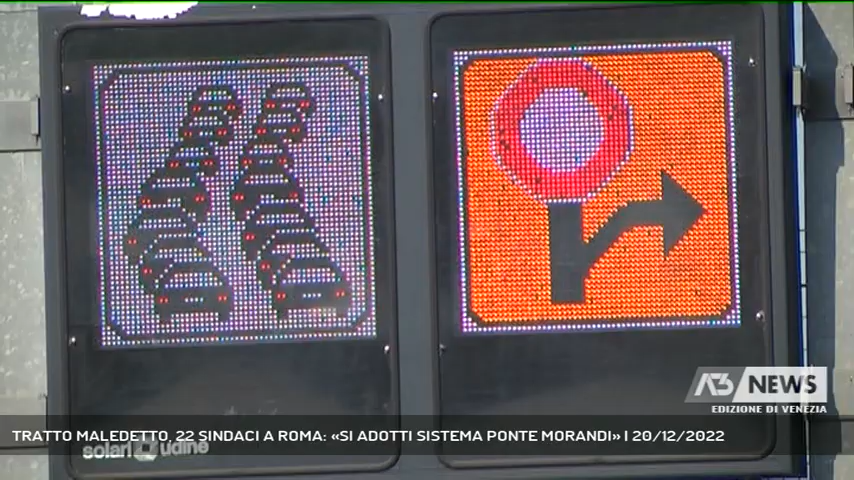 A3 NEWS
EDIZIONE DI VENEZIA
TRATTO MALEDETTO, 22 SINDACI A ROMA: «SI ADOTTI SISTEMA PONTE MORANDI» | 20/12/2022
solari udine